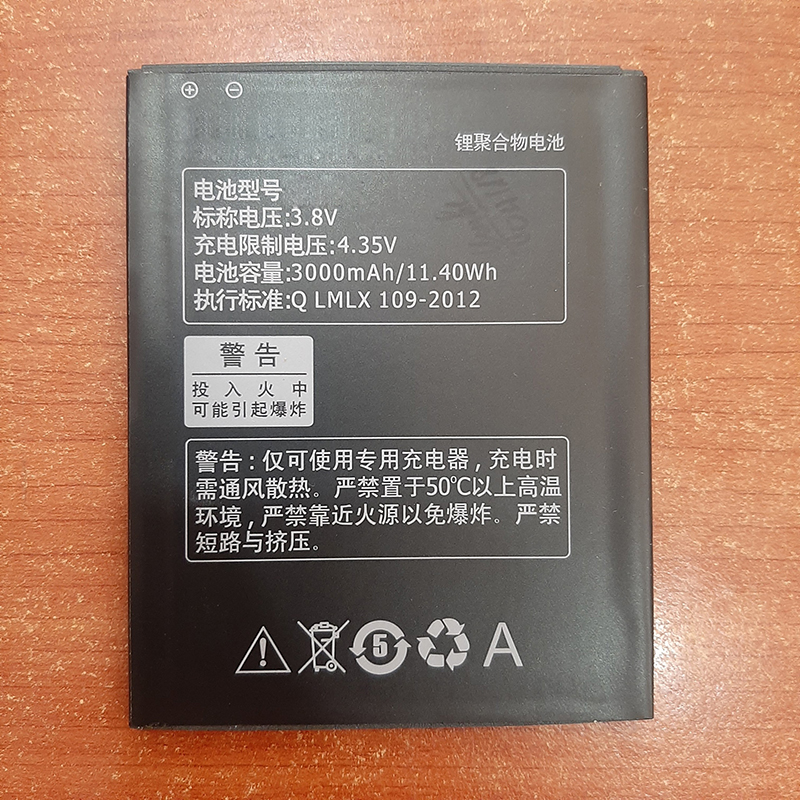 锂聚合物电池
电池型号
标称电压:3.8V
充电限制电压:4.35V
电池容量:3000mAh/11.40Wh
执行标准:Q LMLX 109-2012
警告
投入火中
可能引起爆炸
警告:仅可使用专用充电器,充电时
需通风散热。严禁置于50℃以上高温
环境,严禁靠近火源以免爆炸。严禁
短路与挤压。
5 A